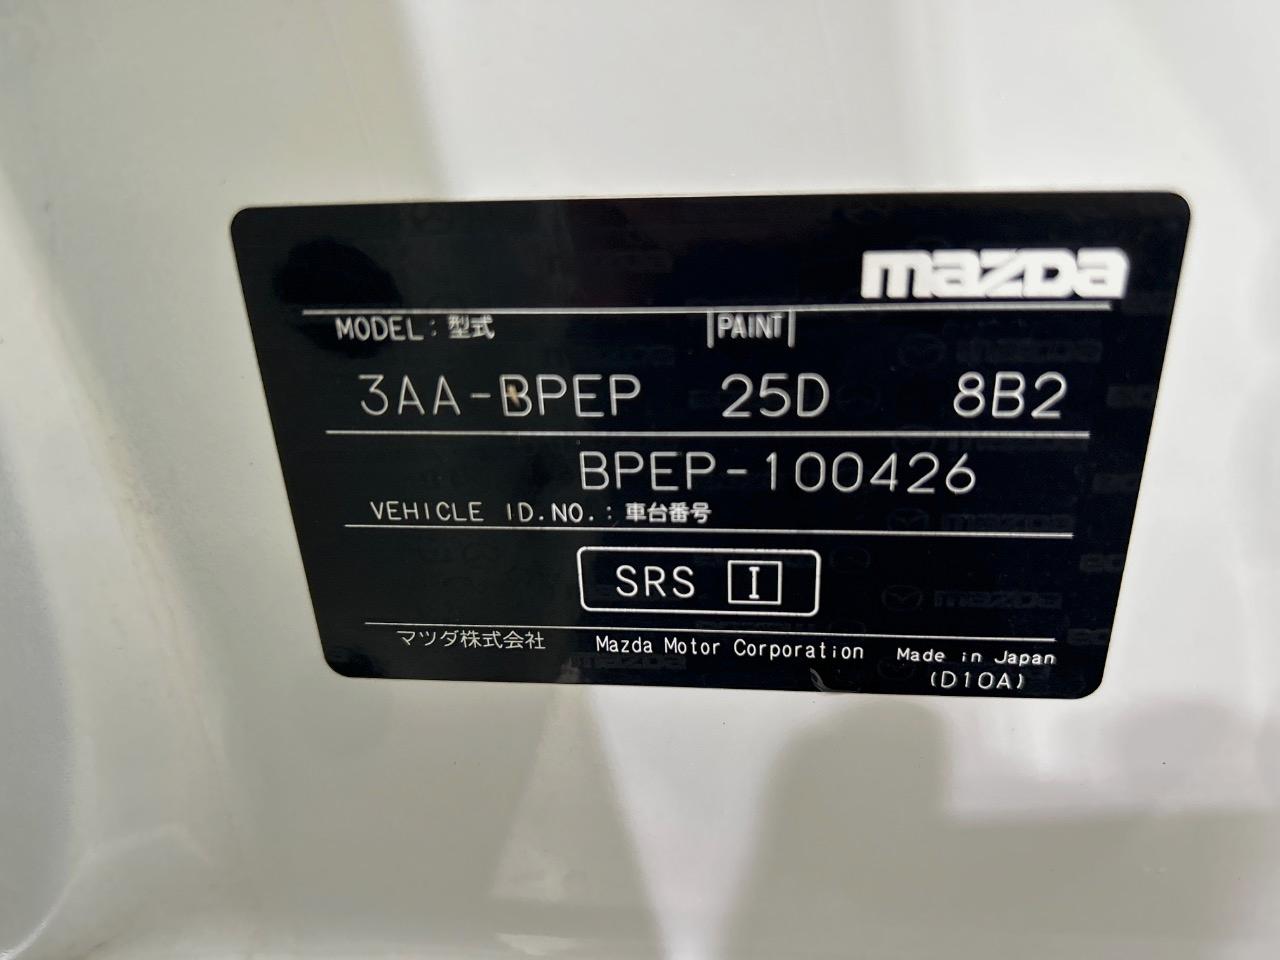 mazda
MODEL: 型式 PAINT
3AA-BPEP 25D 8B2
BPEP-100426
VEHICLE ID.NO.: 車台番号
SRS I
マツダ株式会社 Mazda Motor Corporation Made in Japan
(D10A)